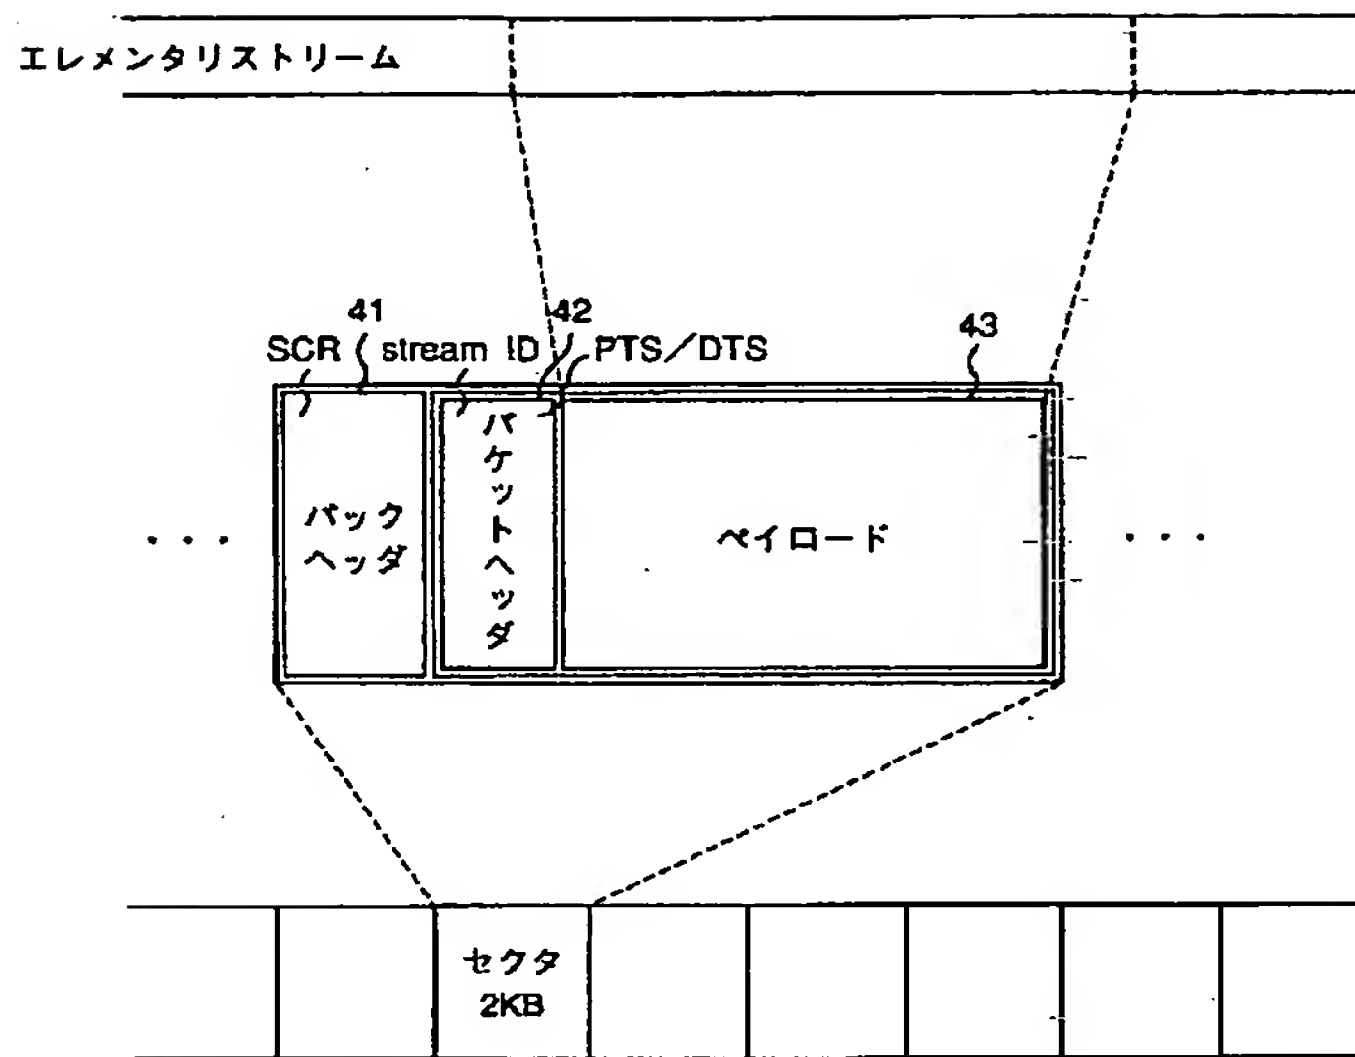 エレメンタリストリーム
41
42
43
SCR
stream ID
PTS/DTS
パック
ヘッダ
パケットヘッダ
ペイロード
・・・
・・・
セクタ
2KB